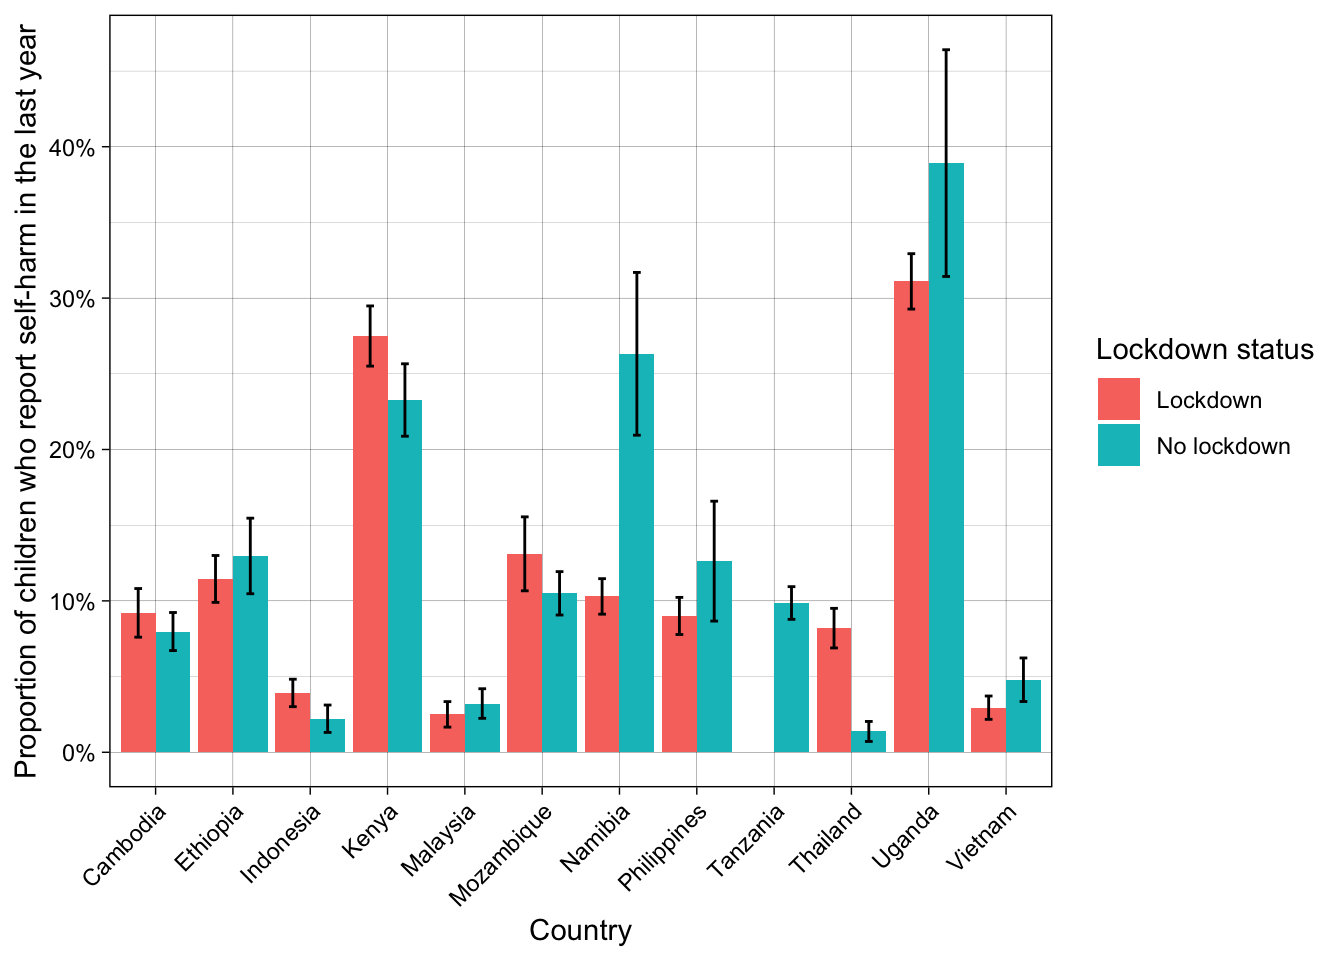 Proportion of children who report self-harm in the last year
40%
30%
20%
10%
0%
Cambodia
Ethiopia
Indonesia
Kenya
Malaysia
Mozambique
Namibia
Philippines
Tanzania
Thailand
Uganda
Vietnam
Country
Lockdown status
Lockdown
No lockdown